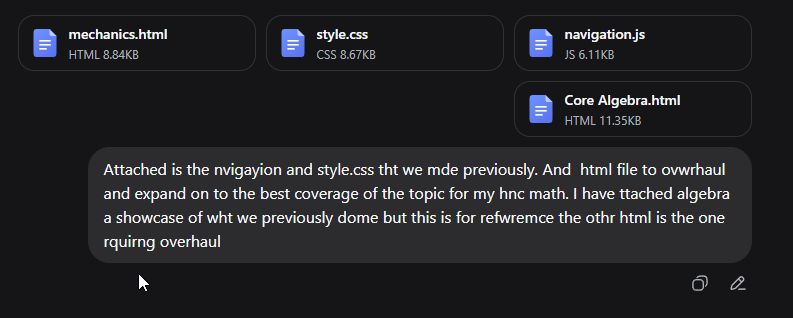 mechanics.html
HTML 8.84KB
style.css
CSS 8.67KB
navigation.js
JS 6.11KB
Core Algebra.html
HTML 11.35KB
Attached is the nvigayion and style.css tht we mde previously. And  html file to ovwrhaul
and expand on to the best coverage of the topic for my hnc math. I have ttached algebra
a showcase of wht we previously dome but this is for refwremce the othr html is the one
rquirng overhaul